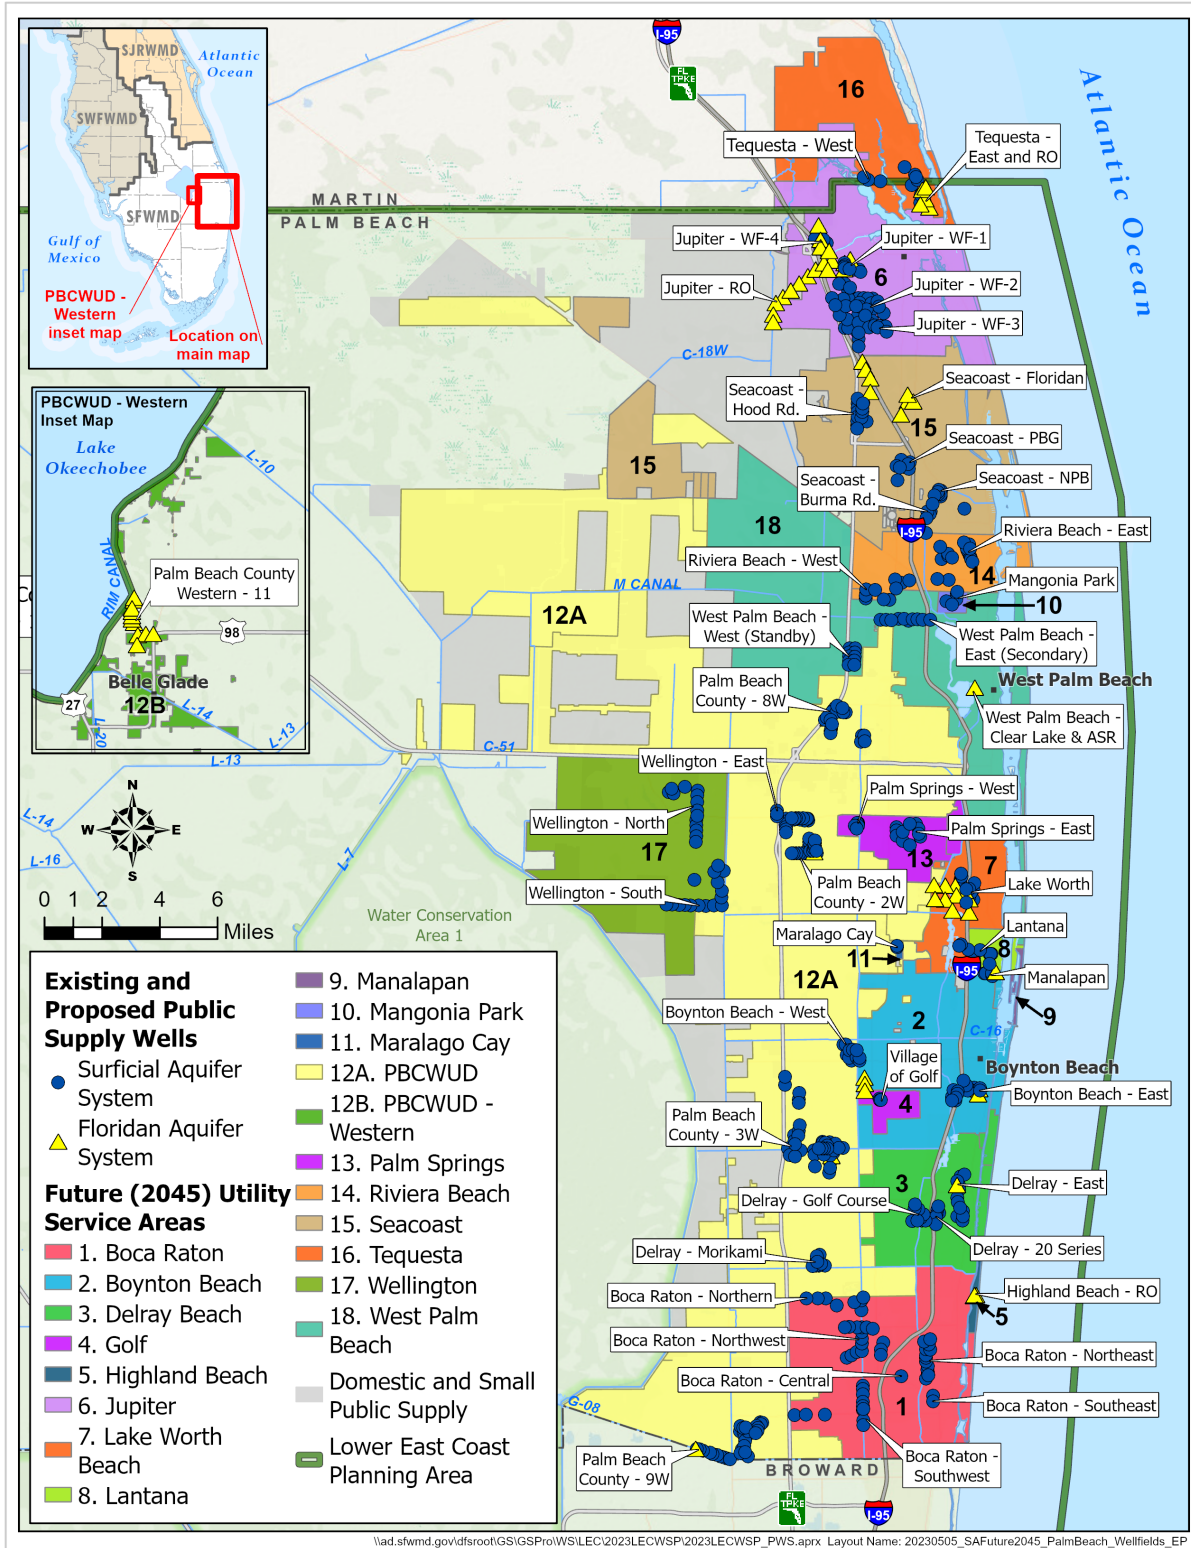 SJRWMD
SWFWMD
SFWMD
Atlantic
Ocean
Gulf of
Mexico
PBCWUD -
Western
inset map
Location on
main map
I-95
FL
TPKE
MARTIN
PALM BEACH
16
Tequesta - West
Tequesta -
East and RO
Atlantic Ocean
Jupiter - WF-4
Jupiter - WF-1
6
Jupiter - RO
Jupiter - WF-2
Jupiter - WF-3
C-18W
Seacoast - Floridan
Seacoast -
Hood Rd.
15
15
Seacoast - PBG
Seacoast -
Burma Rd.
Seacoast - NPB
18
I-95
Riviera Beach - East
Riviera Beach - West
14
Mangonia Park
M CANAL
10
12A
West Palm Beach -
West (Standby)
West Palm Beach -
East (Secondary)
Palm Beach
County - 8W
West Palm Beach
West Palm Beach -
Clear Lake & ASR
PBCWUD - Western
Inset Map
Lake
Okeechobee
L-10
RIM CANAL
Palm Beach County
Western - 11
98
Belle Glade
12B
27
L-14
L-20
L-13
L-13
C-51
Wellington - East
Palm Springs - West
Wellington - North
Palm Springs - East
17
13
7
Palm Beach
County - 2W
Lake Worth
Wellington - South
L-14
L-16
L-7
N
W
E
S
0 1 2 4 6
Miles
Water Conservation
Area 1
Maralago Cay
11
Lantana
8
I-95
Manalapan
12A
9
Boynton Beach - West
2
C-16
Village
of Golf
Boynton Beach
4
Boynton Beach - East
Palm Beach
County - 3W
3
Delray - East
Delray - Golf Course
Delray - 20 Series
Delray - Morikami
Boca Raton - Northern
Highland Beach - RO
5
Boca Raton - Northwest
Boca Raton - Northeast
Boca Raton - Central
1
Boca Raton - Southeast
G-08
Palm Beach
County - 9W
Boca Raton -
Southwest
BROWARD
FL
TPKE
I-95
Existing and
Proposed Public
Supply Wells
Surficial Aquifer
System
Floridan Aquifer
System
Future (2045) Utility
Service Areas
1. Boca Raton
2. Boynton Beach
3. Delray Beach
4. Golf
5. Highland Beach
6. Jupiter
7. Lake Worth
Beach
8. Lantana
9. Manalapan
10. Mangonia Park
11. Maralago Cay
12A. PBCWUD
12B. PBCWUD -
Western
13. Palm Springs
14. Riviera Beach
15. Seacoast
16. Tequesta
17. Wellington
18. West Palm
Beach
Domestic and Small
Public Supply
Lower East Coast
Planning Area
\\ad.sfwmd.gov\dfsroot\GS\GSPro\WS\LEC\2023LECWSP\2023LECWSP_PWS.aprx Layout Name: 20230505_SAFuture2045_PalmBeach_Wellfields_EP